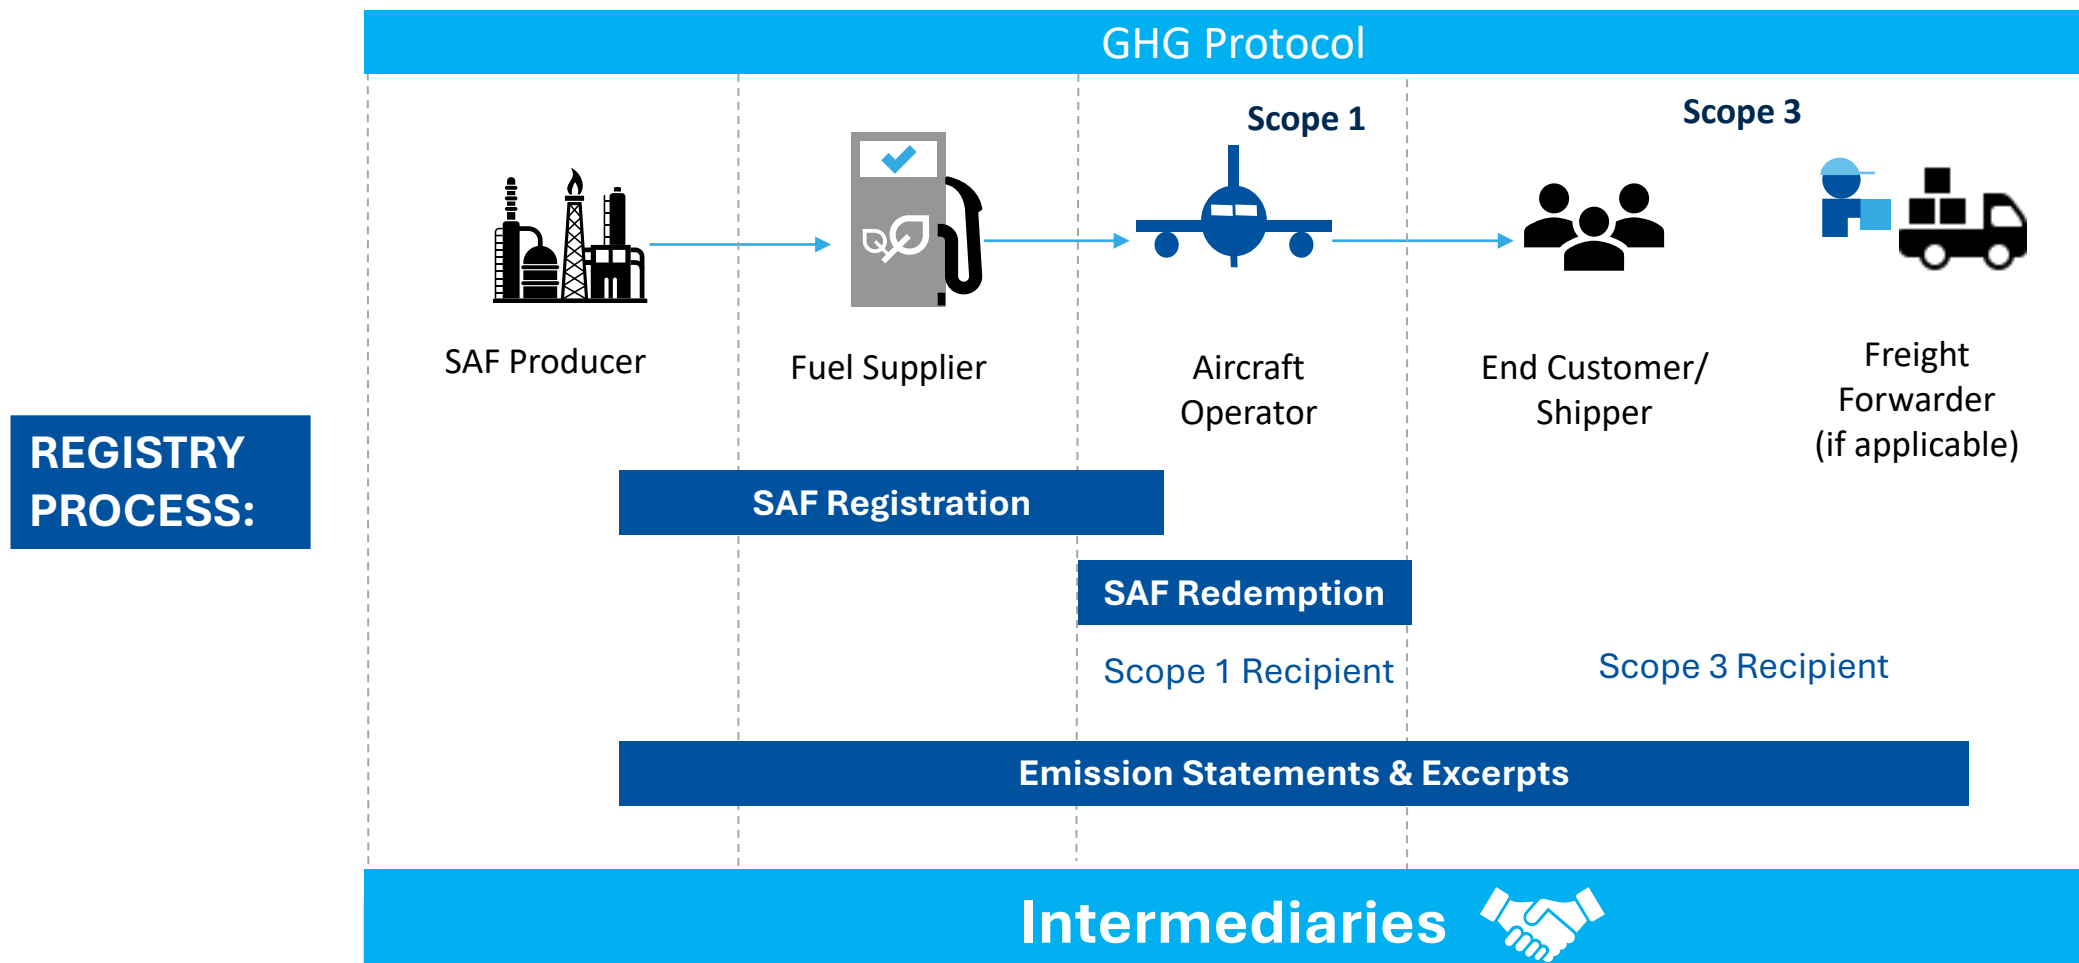 GHG Protocol
Scope 1
Scope 3
SAF Producer
Fuel Supplier
Aircraft
Operator
End Customer/
Shipper
Freight
Forwarder
(if applicable)
REGISTRY
PROCESS:
SAF Registration
SAF Redemption
Scope 1 Recipient
Scope 3 Recipient
Emission Statements & Excerpts
Intermediaries